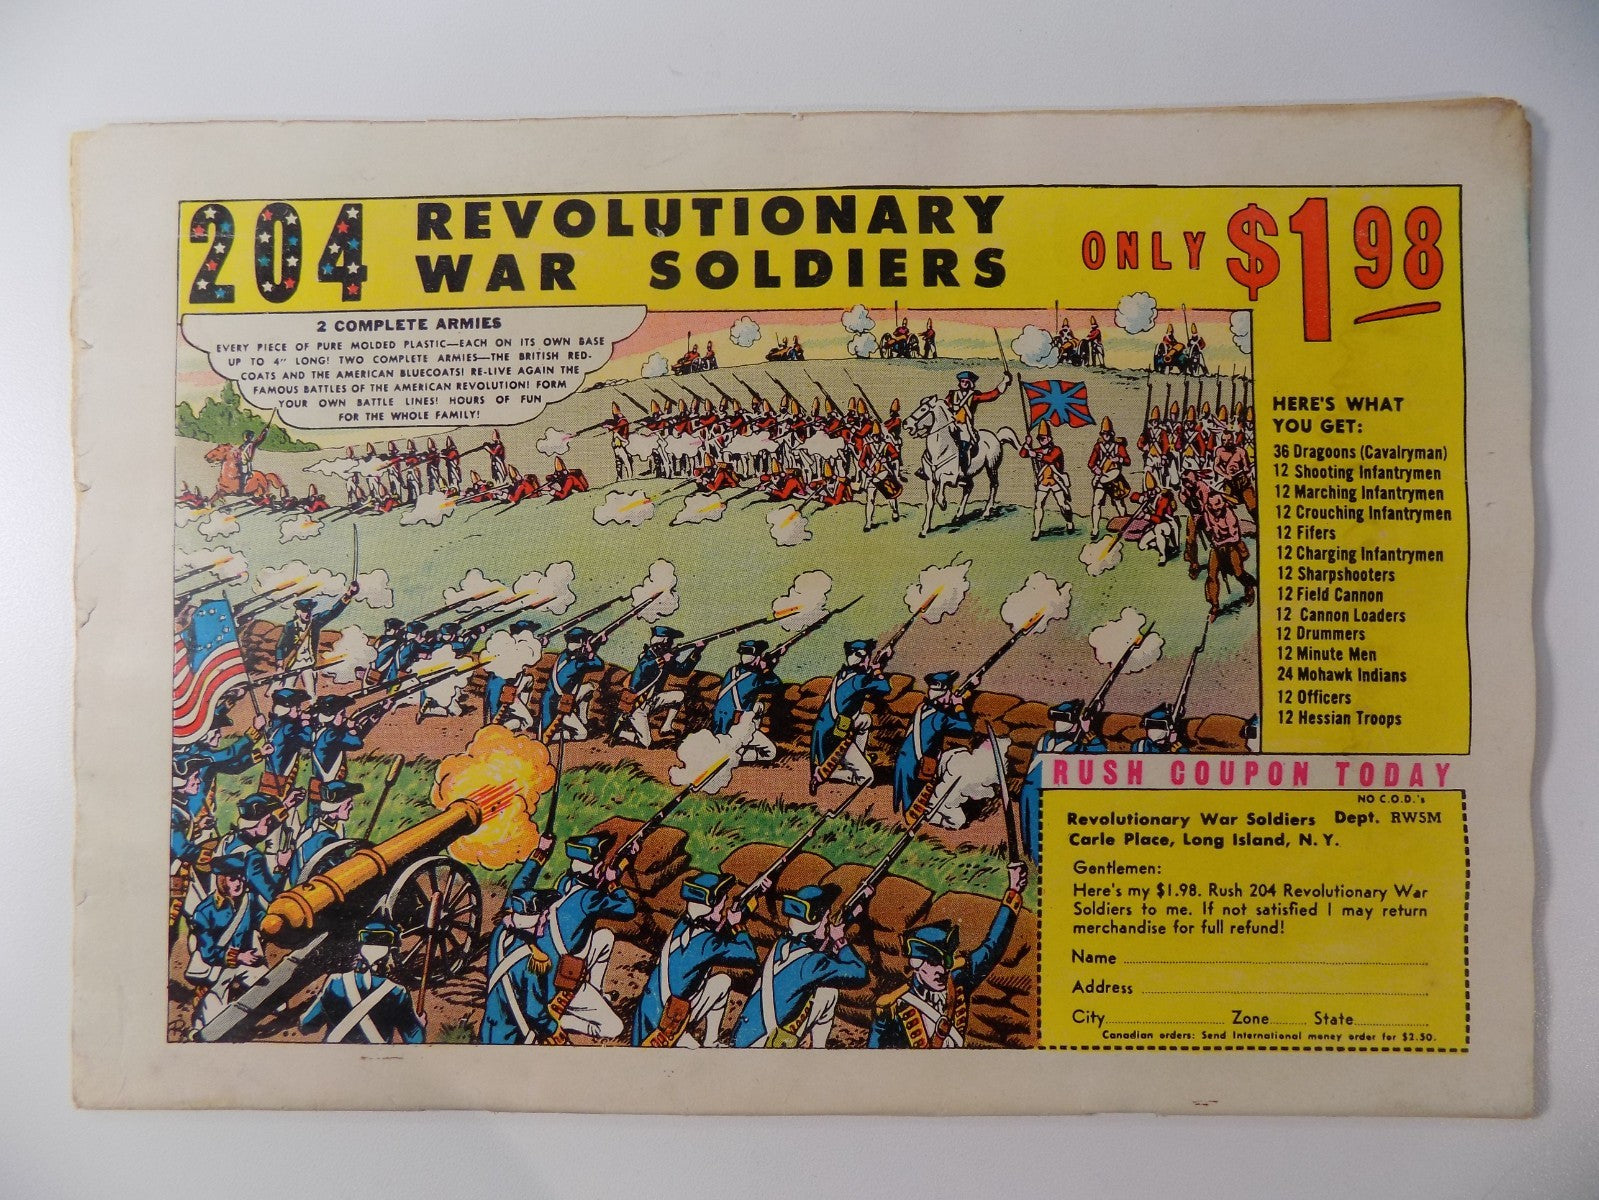 204 REVOLUTIONARY
WAR SOLDIERS
ONLY $1.98
2 COMPLETE ARMIES
EVERY PIECE OF PURE MOLDED PLASTIC—EACH ON ITS OWN BASE
UP TO 4" LONG! TWO COMPLETE ARMIES—THE BRITISH RED-
COATS AND THE AMERICAN BLUECOATS! RE-LIVE AGAIN THE
FAMOUS BATTLES OF THE AMERICAN REVOLUTION! FORM
YOUR OWN BATTLE LINES! HOURS OF FUN
FOR THE WHOLE FAMILY!
HERE'S WHAT
YOU GET:
36 Dragoons (Cavalryman)
12 Shooting Infantrymen
12 Marching Infantrymen
12 Crouching Infantrymen
12 Fifers
12 Charging Infantrymen
12 Sharpshooters
12 Field Cannon
12 Cannon Loaders
12 Drummers
12 Minute Men
24 Mohawk Indians
12 Officers
12 Hessian Troops
RUSH COUPON TODAY
NO C.O.D.'s
Revolutionary War Soldiers Dept. RW5M
Carle Place, Long Island, N. Y.
Gentlemen:
Here's my $1.98. Rush 204 Revolutionary War
Soldiers to me. If not satisfied I may return
merchandise for full refund!
Name
Address
City Zone State
Canadian orders: Send International money order for $2.50.